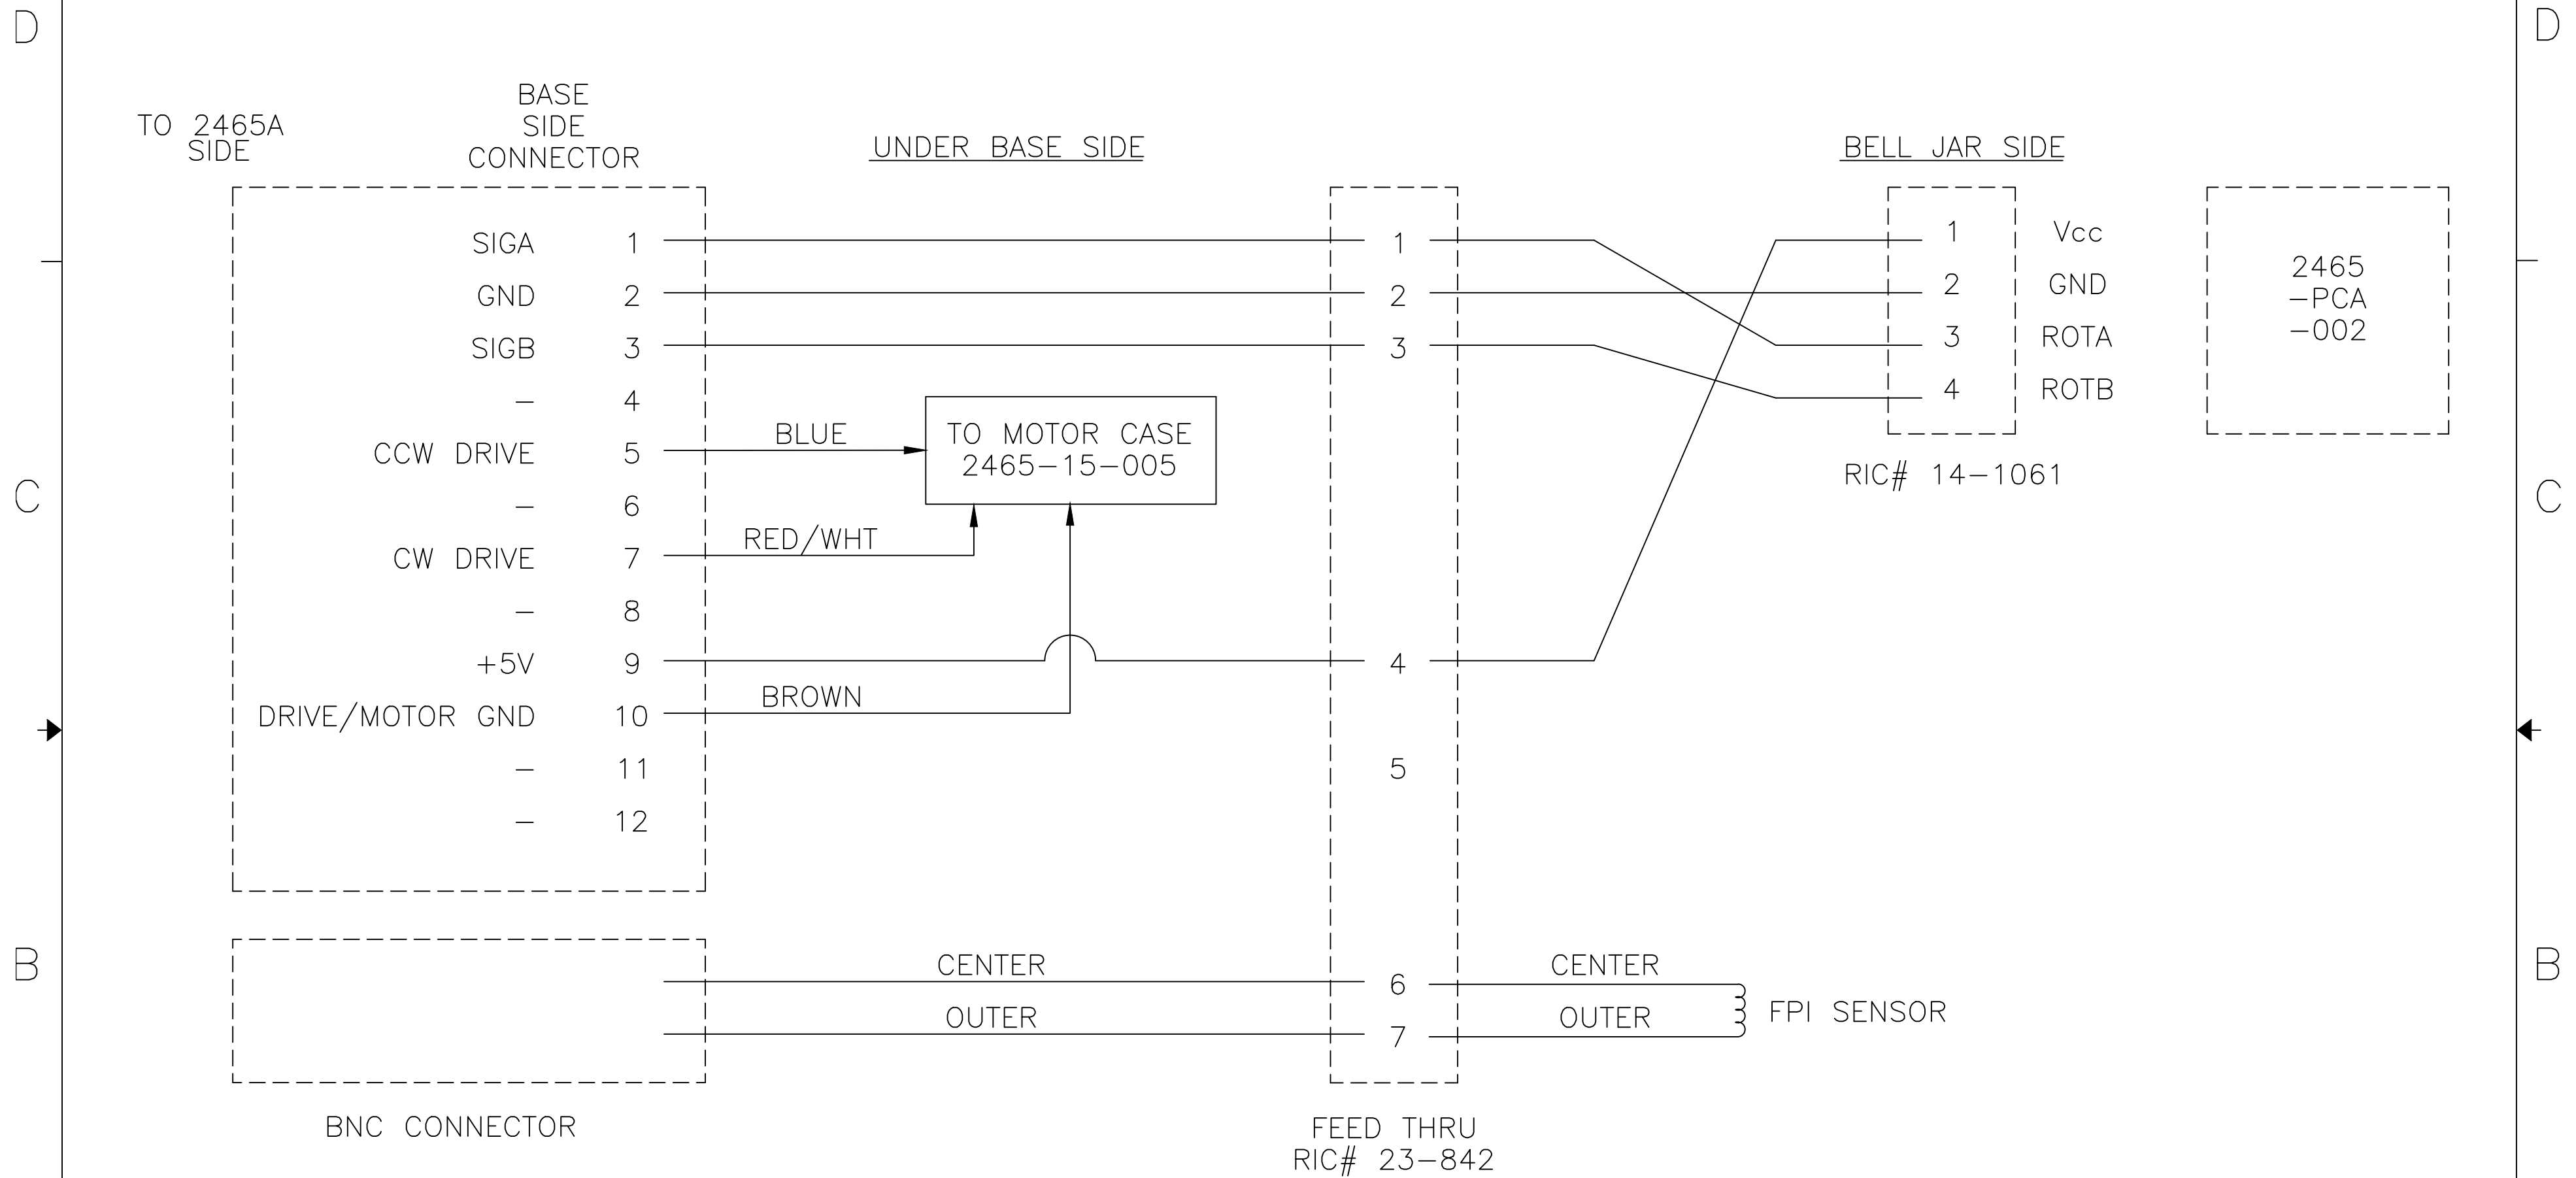 D
D
TO 2465A
SIDE
BASE
SIDE
CONNECTOR
UNDER BASE SIDE
BELL JAR SIDE
SIGA 1
GND 2
SIGB 3
- 4
CCW DRIVE 5
- 6
CW DRIVE 7
- 8
+5V 9
DRIVE/MOTOR GND 10
- 11
- 12
BLUE
TO MOTOR CASE
2465-15-005
RED/WHT
BROWN
1
2
3
4
5
6
7
1 Vcc
2 GND
3 ROTA
4 ROTB
RIC# 14-1061
2465
-PCA
-002
C
C
B
B
CENTER
OUTER
CENTER
OUTER
FPI SENSOR
BNC CONNECTOR
FEED THRU
RIC# 23-842